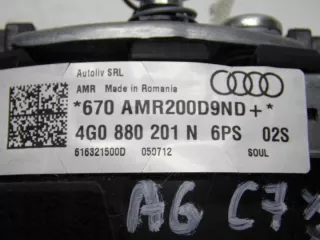 Autoliv SRL
AMR Made in Romania
*670 AMR200D9ND+*
4G0 880 201 N 6PS 02S
616321500D 050712 SOUL
A6 C7